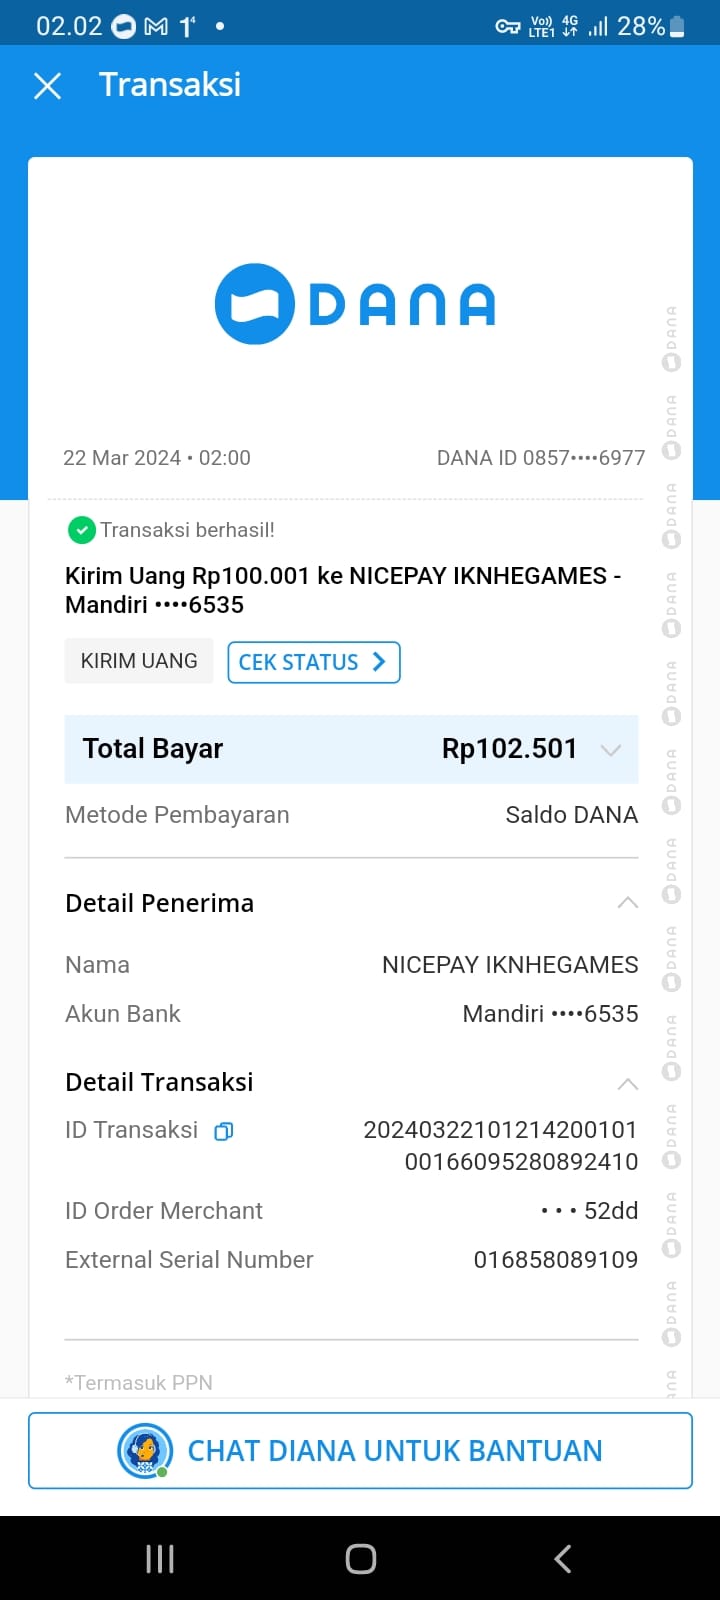 02.02
Vo)) LTE1 4G 28%
Transaksi
DANA
22 Mar 2024 • 02:00 DANA ID 0857••••6977
Transaksi berhasil!
Kirim Uang Rp100.001 ke NICEPAY IKNHEGAMES -
Mandiri ••••6535
KIRIM UANG CEK STATUS
Total Bayar Rp102.501
Metode Pembayaran Saldo DANA
Detail Penerima
Nama NICEPAY IKNHEGAMES
Akun Bank Mandiri ••••6535
Detail Transaksi
ID Transaksi 20240322101214200101
00166095280892410
ID Order Merchant • • • 52dd
External Serial Number 016858089109
*Termasuk PPN
CHAT DIANA UNTUK BANTUAN
DANA
DANA
DANA
DANA
DANA
DANA
DANA
DANA
DANA
DANA
DANA
DANA
ANA